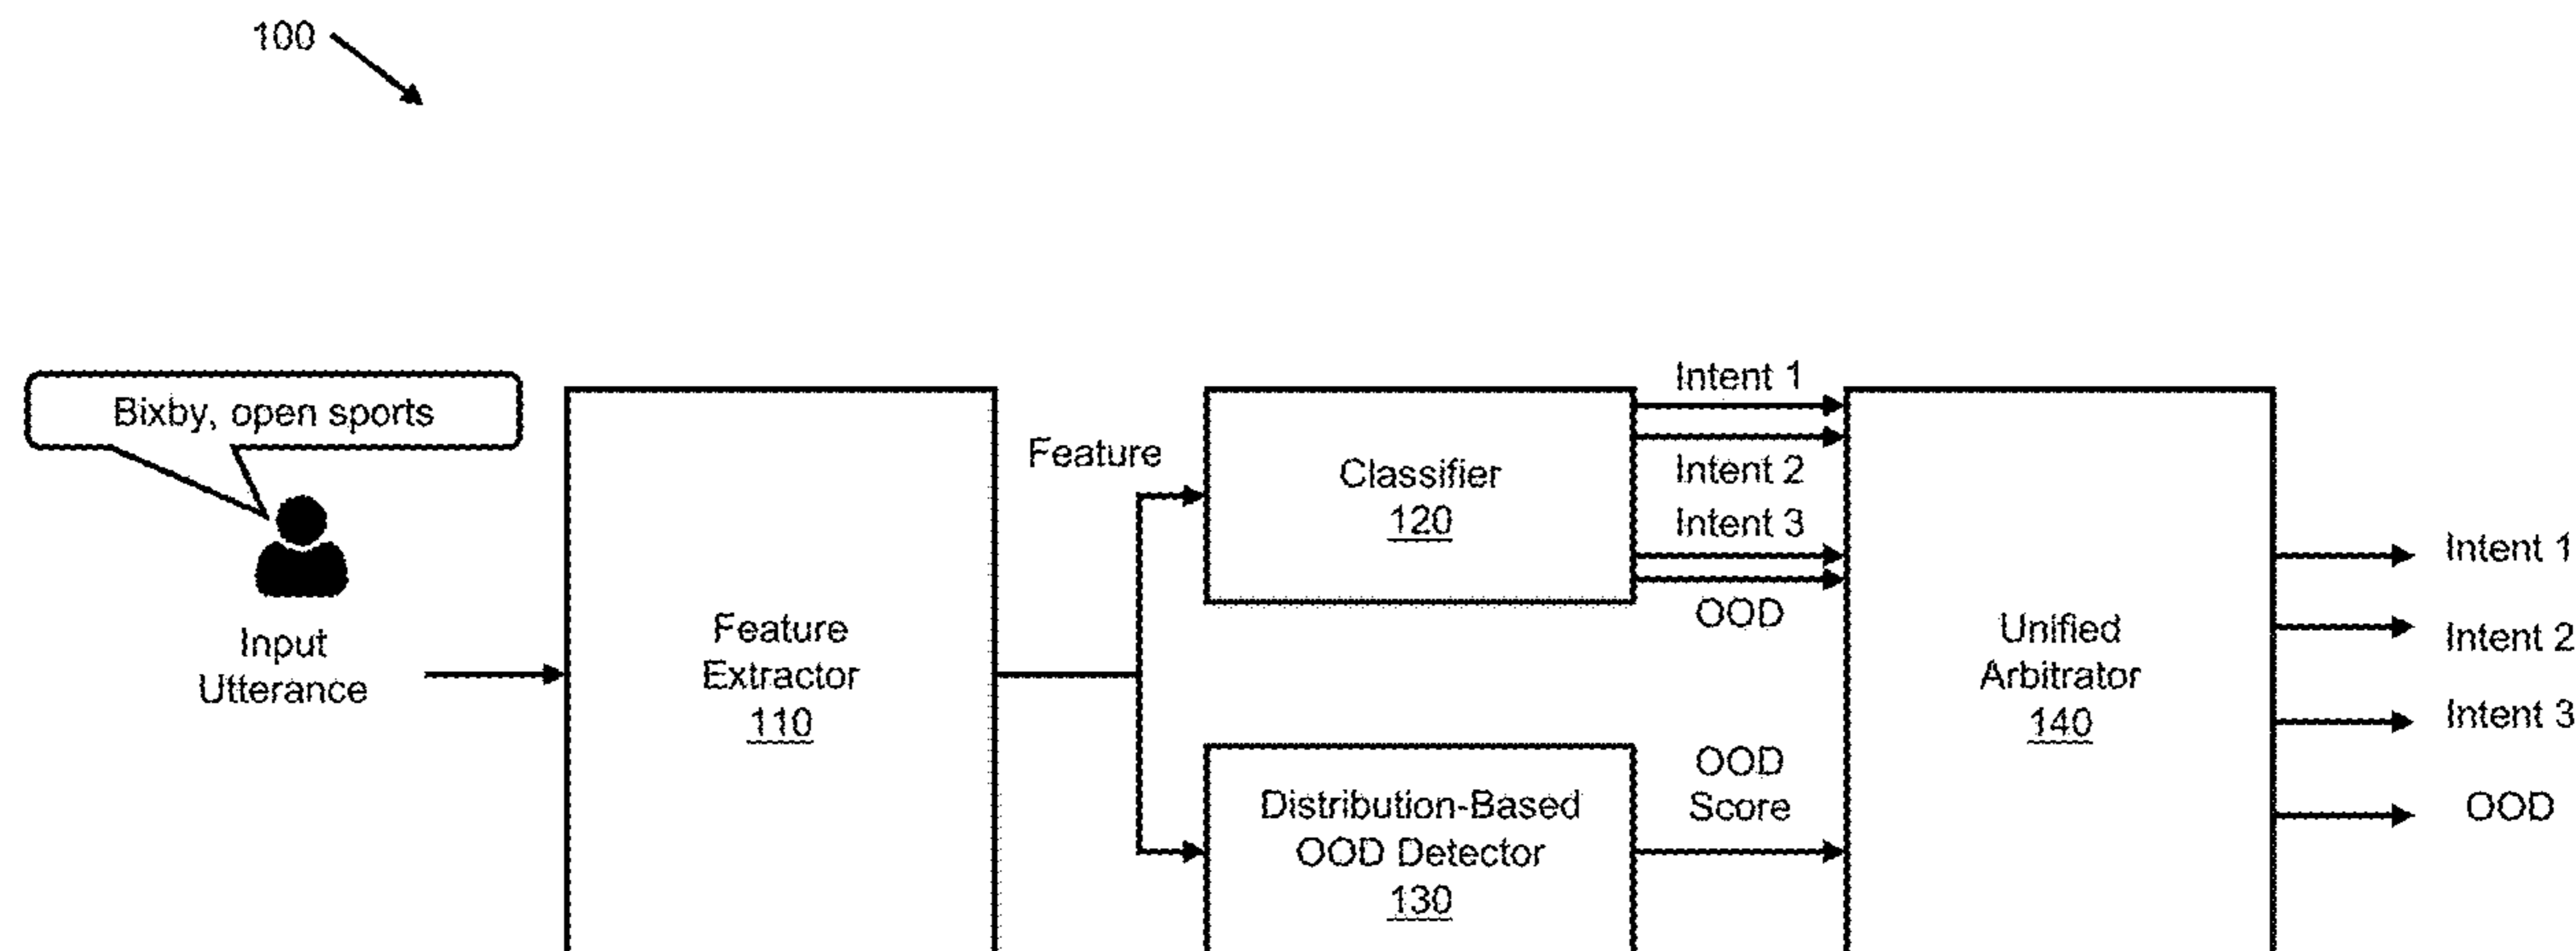 100
Bixby, open sports
Input
Utterance
Feature
Extractor
110
Feature
Classifier
120
Intent 1
Intent 2
Intent 3
OOD
Distribution-Based
OOD Detector
130
OOD
Score
Unified
Arbitrator
140
Intent 1
Intent 2
Intent 3
OOD